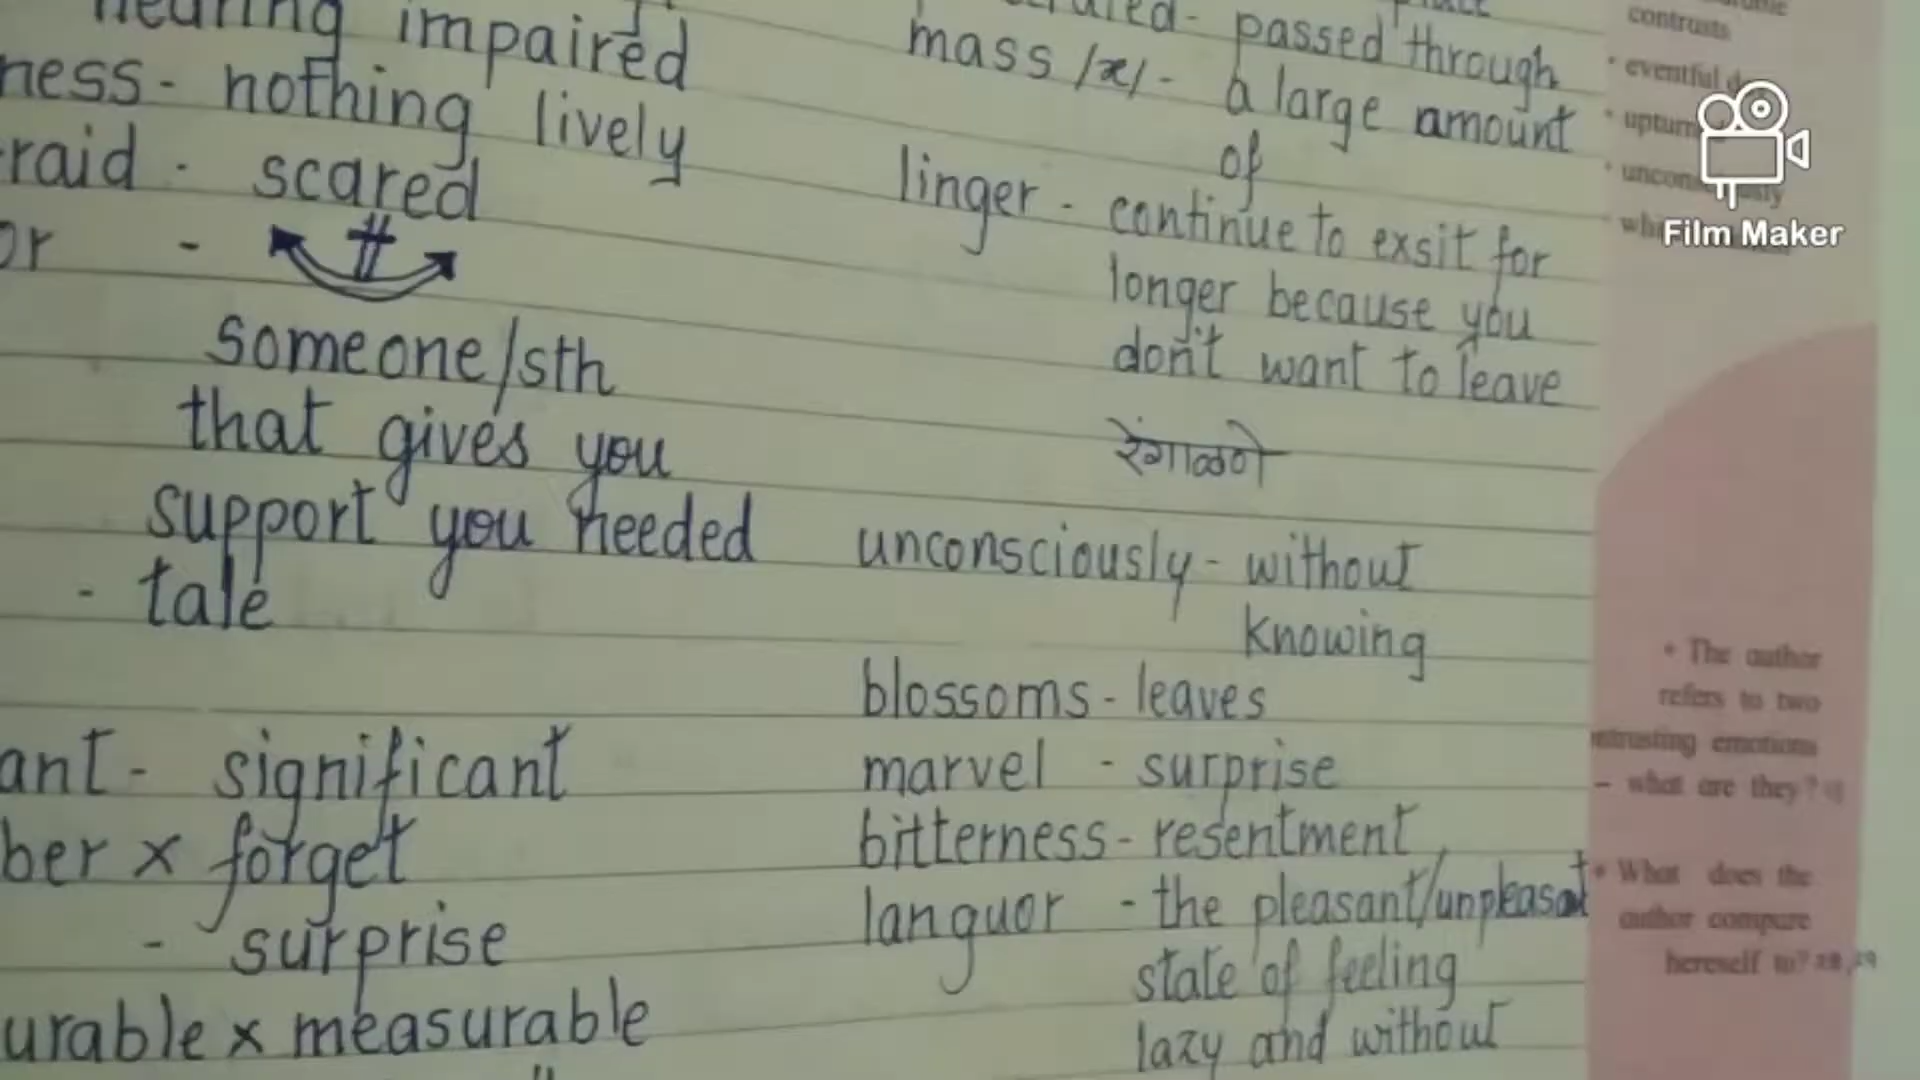 hearing impaired
ness - nothing lively
raid - scared
or - #
someone/sth
that gives you
support you needed
- tale
ant - significant
ber x forget
- surprise
urable x measurable
passed through
mass /æ/ - a large amount
of
linger - continue to exsit for
longer because you
don't want to leave
रेंगाळणे
unconsciously - without
knowing
blossoms - leaves
marvel - surprise
bitterness - resentment
languor - the pleasant/unpleasant
state of feeling
lazy and without
contrasts
• eventful
Film Maker
• The author
refers to two
ntrasting emotions
- what are they?
• What does the
author compare
hereself to?